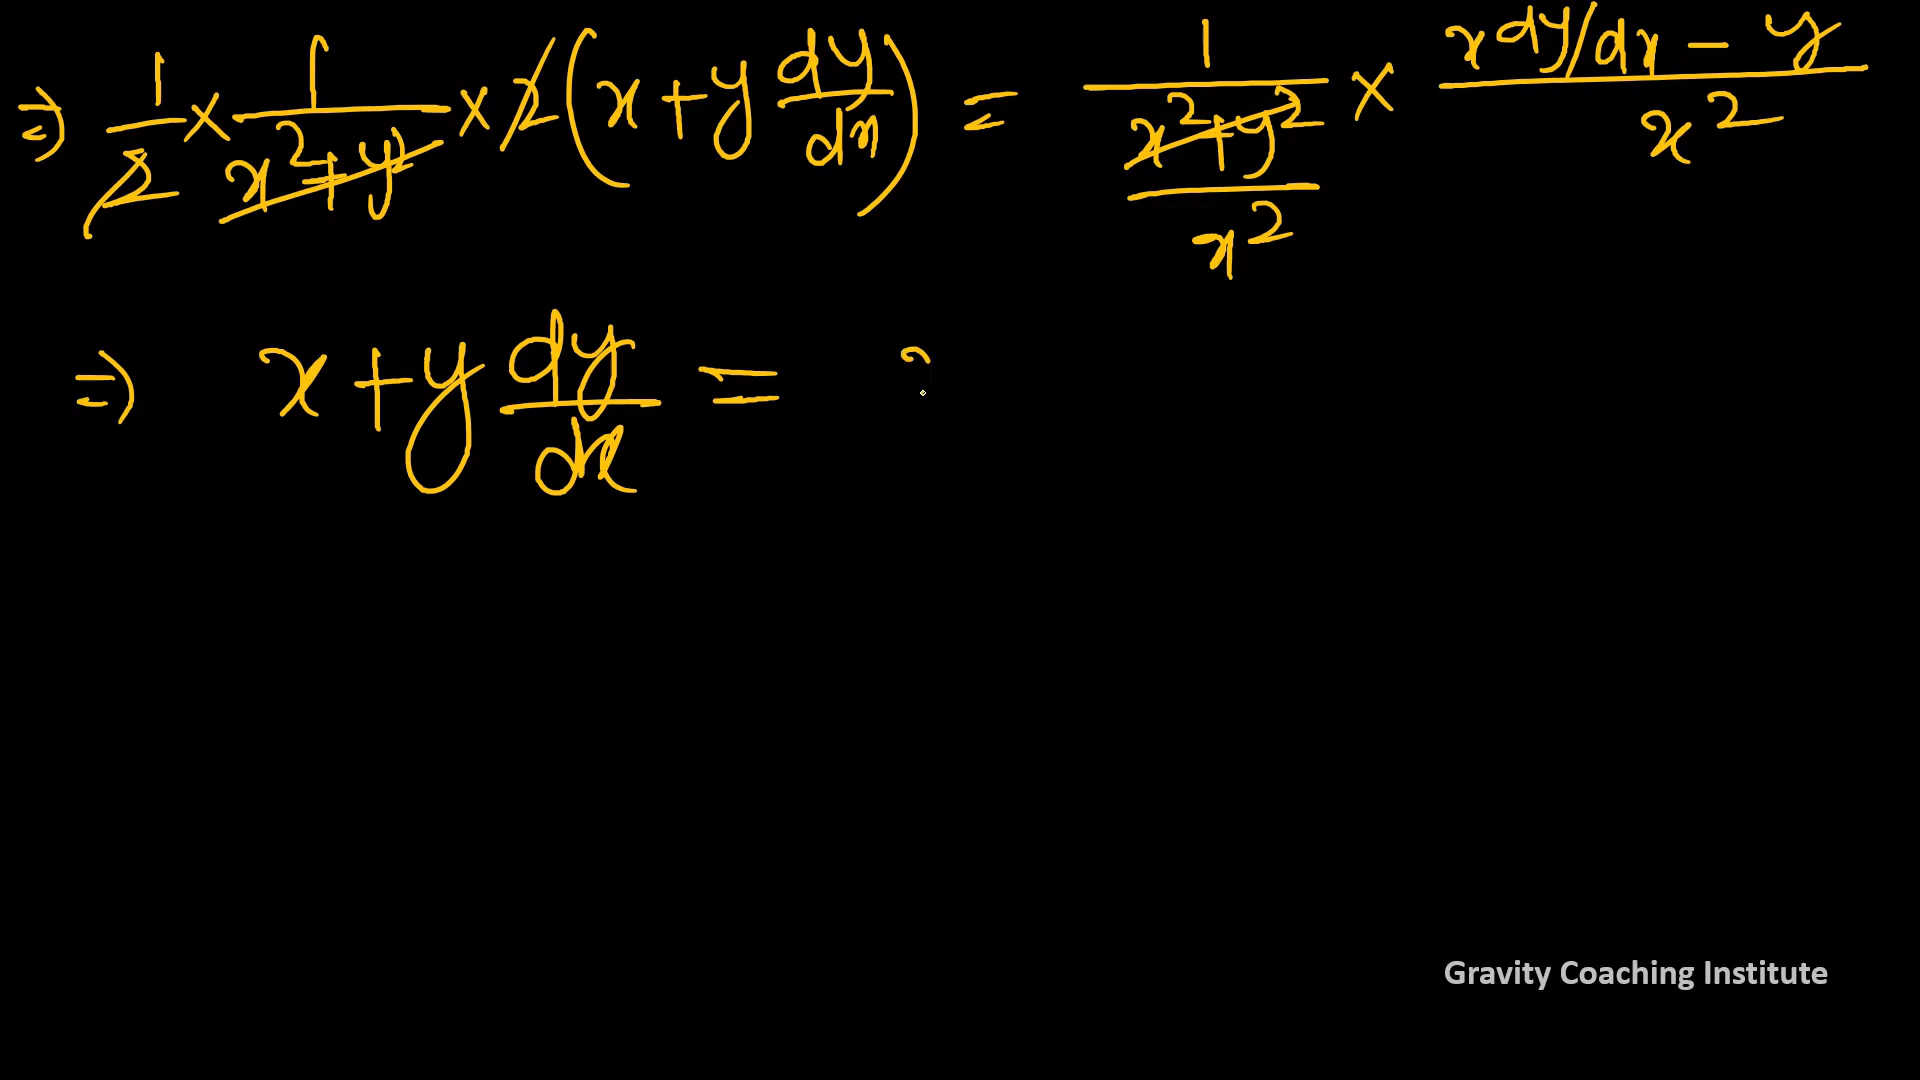 ⇒ 1/2 × 1/(x²+y²) × 2(x+y dy/dx) = 1/((x²+y²)/x²) × (x dy/dx − y)/x²
⇒ x+y dy/dx =
Gravity Coaching Institute